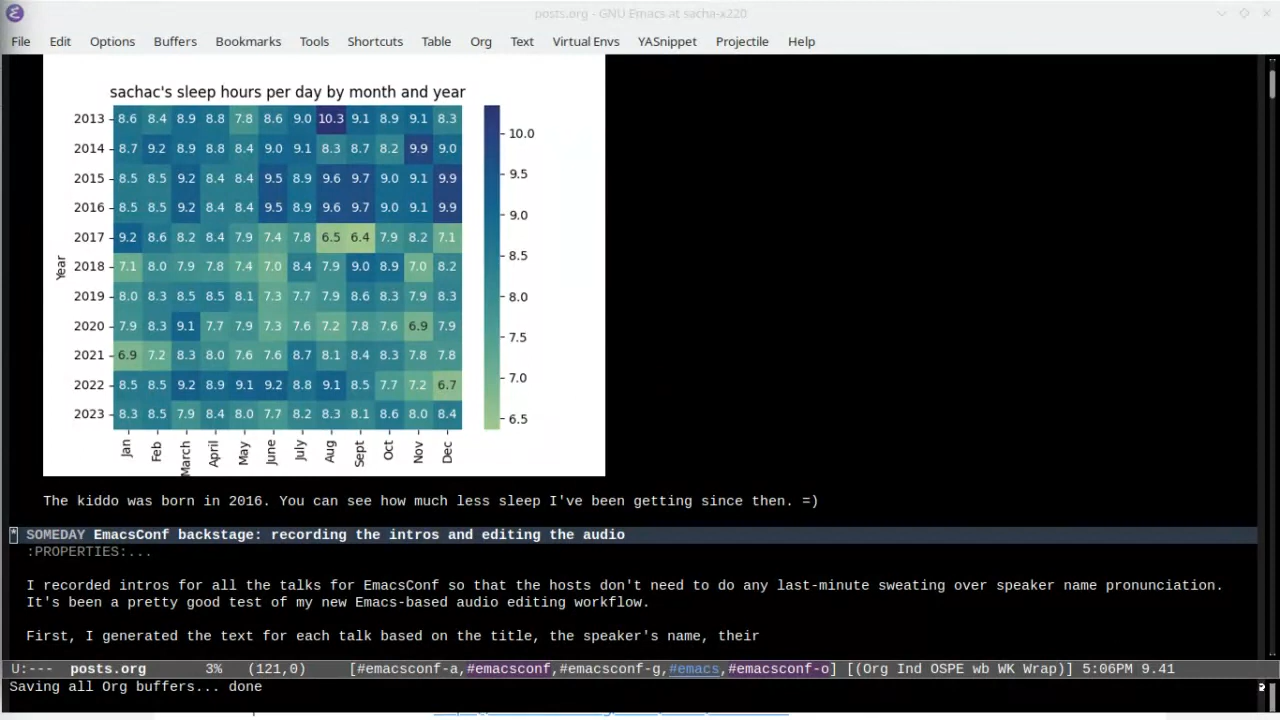 posts.org - GNU Emacs at sacha-x220
File Edit Options Buffers Bookmarks Tools Shortcuts Table Org Text Virtual Envs YASnippet Projectile Help
sachac's sleep hours per day by month and year
2013 8.6 8.4 8.9 8.8 7.8 8.6 9.0 10.3 9.1 8.9 9.1 8.3
2014 8.7 9.2 8.9 8.8 8.4 9.0 9.1 8.3 8.7 8.2 9.9 9.0
2015 8.5 8.5 9.2 8.4 8.4 9.5 8.9 9.6 9.7 9.0 9.1 9.9
2016 8.5 8.5 9.2 8.4 8.4 9.5 8.9 9.6 9.7 9.0 9.1 9.9
2017 9.2 8.6 8.2 8.4 7.9 7.4 7.8 6.5 6.4 7.9 8.2 7.1
2018 7.1 8.0 7.9 7.8 7.4 7.0 8.4 7.9 9.0 8.9 7.0 8.2
2019 8.0 8.3 8.5 8.5 8.1 7.3 7.7 7.9 8.6 8.3 7.9 8.3
2020 7.9 8.3 9.1 7.7 7.9 7.3 7.6 7.2 7.8 7.6 6.9 7.9
2021 6.9 7.2 8.3 8.0 7.6 7.6 8.7 8.1 8.4 8.3 7.8 7.8
2022 8.5 8.5 9.2 8.9 9.1 9.2 8.8 9.1 8.5 7.7 7.2 6.7
2023 8.3 8.5 7.9 8.4 8.0 7.7 8.2 8.3 8.1 8.6 8.0 8.4
Year
Jan Feb March April May June July Aug Sept Oct Nov Dec
10.0
9.5
9.0
8.5
8.0
7.5
7.0
6.5
The kiddo was born in 2016. You can see how much less sleep I've been getting since then. =)
* SOMEDAY EmacsConf backstage: recording the intros and editing the audio
:PROPERTIES:...
I recorded intros for all the talks for EmacsConf so that the hosts don't need to do any last-minute sweating over speaker name pronunciation.
It's been a pretty good test of my new Emacs-based audio editing workflow.
First, I generated the text for each talk based on the title, the speaker's name, their
U:--- posts.org 3% (121,0) [#emacsconf-a,#emacsconf,#emacsconf-g,#emacs,#emacsconf-o] [(Org Ind OSPE wb WK Wrap)] 5:06PM 9.41
Saving all Org buffers... done